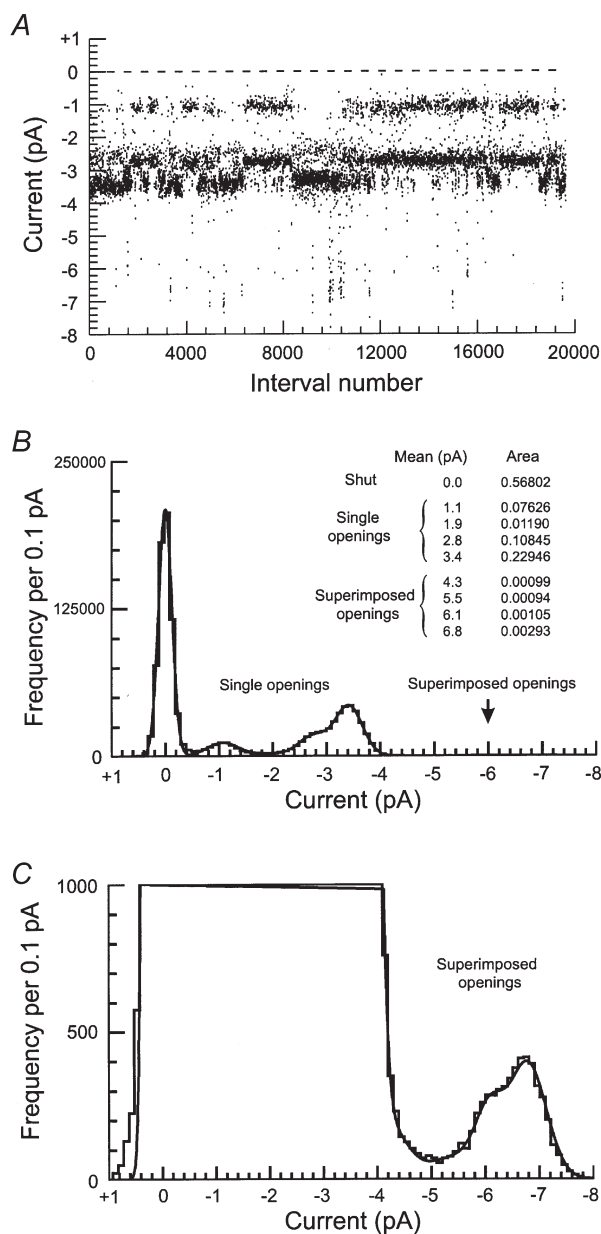 A
+1
0
-1
-2
-3
-4
-5
-6
-7
-8
Current (pA)
0 4000 8000 12000 16000 20000
Interval number
B
250000
125000
0
Frequency per 0.1 pA
Mean (pA) Area
Shut 0.0 0.56802
Single openings
1.1 0.07626
1.9 0.01190
2.8 0.10845
3.4 0.22946
Superimposed openings
4.3 0.00099
5.5 0.00094
6.1 0.00105
6.8 0.00293
Single openings
Superimposed openings
+1 0 -1 -2 -3 -4 -5 -6 -7 -8
Current (pA)
C
1000
500
0
Frequency per 0.1 pA
Superimposed
openings
+1 0 -1 -2 -3 -4 -5 -6 -7 -8
Current (pA)